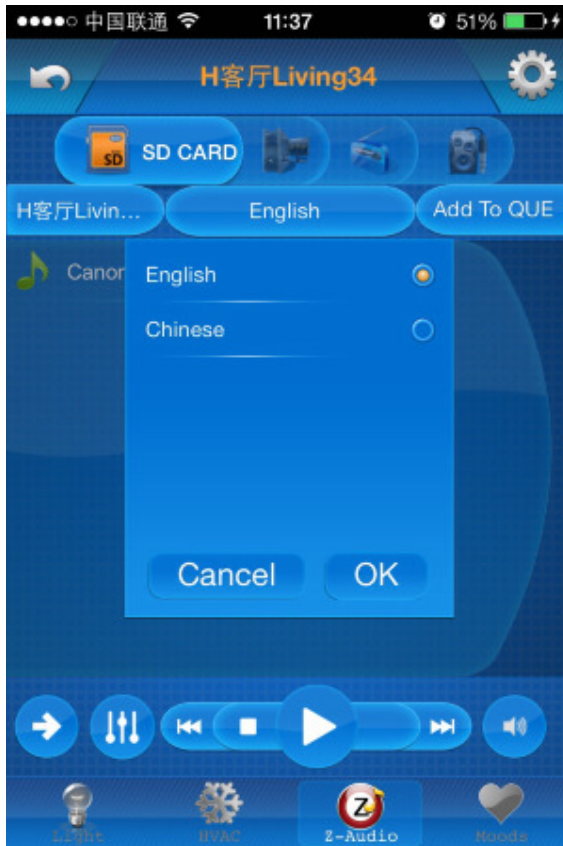 中国联通 11:37 51%
H客厅Living34
SD SD CARD
H客厅Livin... English Add To QUE
Canon
English
Chinese
Cancel OK
Z
Light HVAC Z-Audio Moods